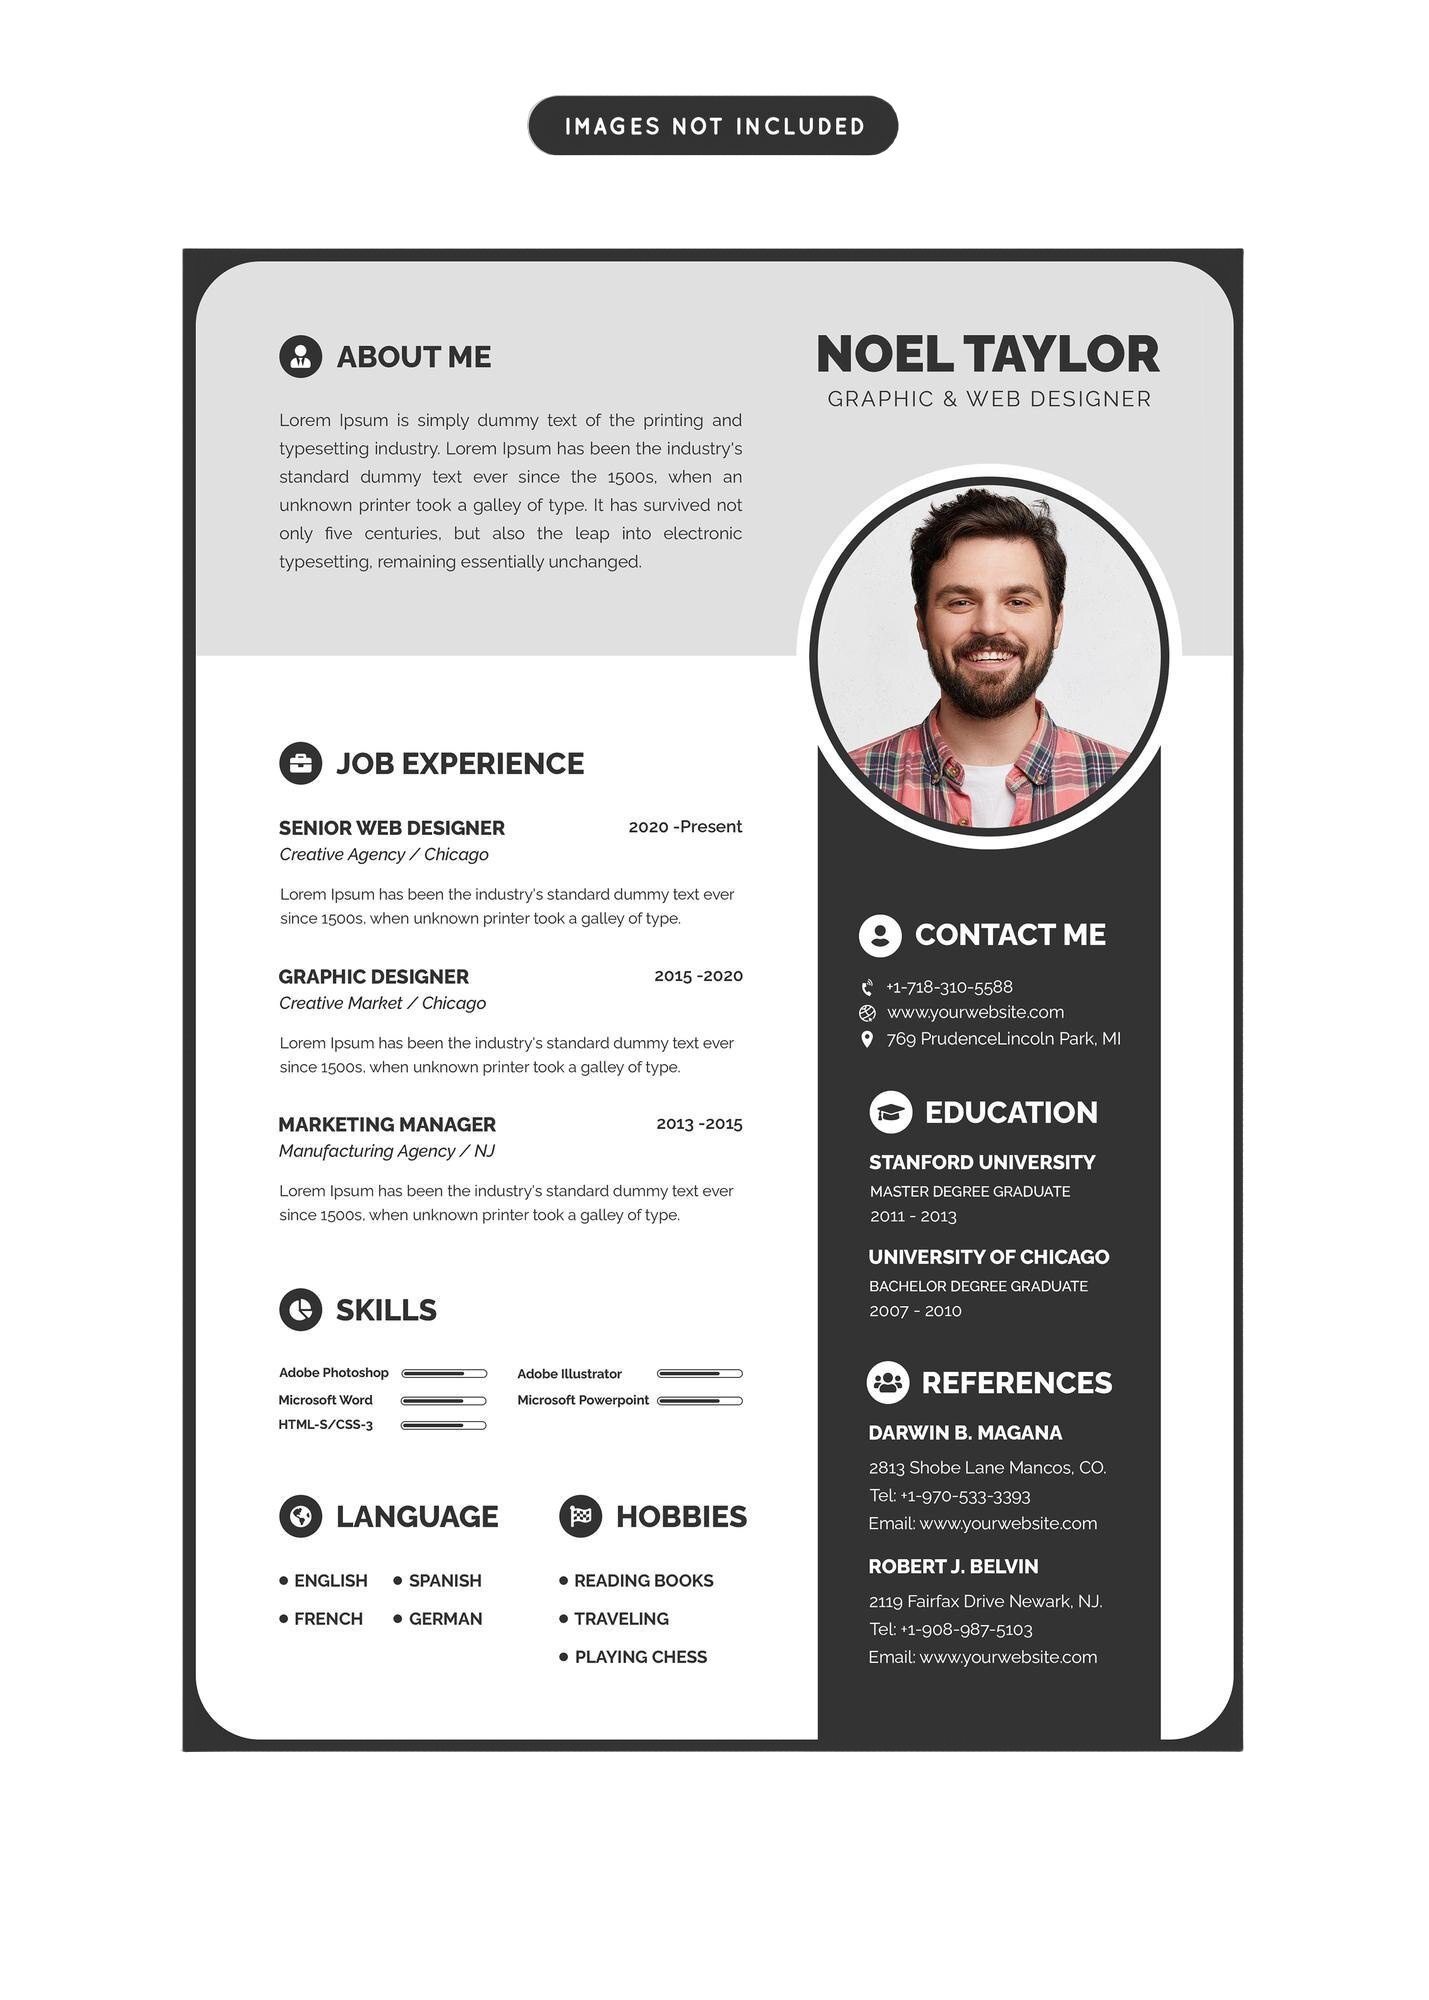 IMAGES NOT INCLUDED
NOEL TAYLOR
GRAPHIC & WEB DESIGNER
ABOUT ME
Lorem Ipsum is simply dummy text of the printing and
typesetting industry. Lorem Ipsum has been the industry's
standard dummy text ever since the 1500s, when an
unknown printer took a galley of type. It has survived not
only five centuries, but also the leap into electronic
typesetting, remaining essentially unchanged.
JOB EXPERIENCE
SENIOR WEB DESIGNER 2020 -Present
Creative Agency / Chicago
Lorem Ipsum has been the industry's standard dummy text ever
since 1500s, when unknown printer took a galley of type.
GRAPHIC DESIGNER 2015 -2020
Creative Market / Chicago
Lorem Ipsum has been the industry's standard dummy text ever
since 1500s, when unknown printer took a galley of type.
MARKETING MANAGER 2013 -2015
Manufacturing Agency / NJ
Lorem Ipsum has been the industry's standard dummy text ever
since 1500s, when unknown printer took a galley of type.
SKILLS
Adobe Photoshop Adobe Illustrator
Microsoft Word Microsoft Powerpoint
HTML-S/CSS-3
LANGUAGE
ENGLISH SPANISH
FRENCH GERMAN
HOBBIES
READING BOOKS
TRAVELING
PLAYING CHESS
CONTACT ME
+1-718-310-5588
www.yourwebsite.com
769 PrudenceLincoln Park, MI
EDUCATION
STANFORD UNIVERSITY
MASTER DEGREE GRADUATE
2011 - 2013
UNIVERSITY OF CHICAGO
BACHELOR DEGREE GRADUATE
2007 - 2010
REFERENCES
DARWIN B. MAGANA
2813 Shobe Lane Mancos, CO.
Tel: +1-970-533-3393
Email: www.yourwebsite.com
ROBERT J. BELVIN
2119 Fairfax Drive Newark, NJ.
Tel: +1-908-987-5103
Email: www.yourwebsite.com